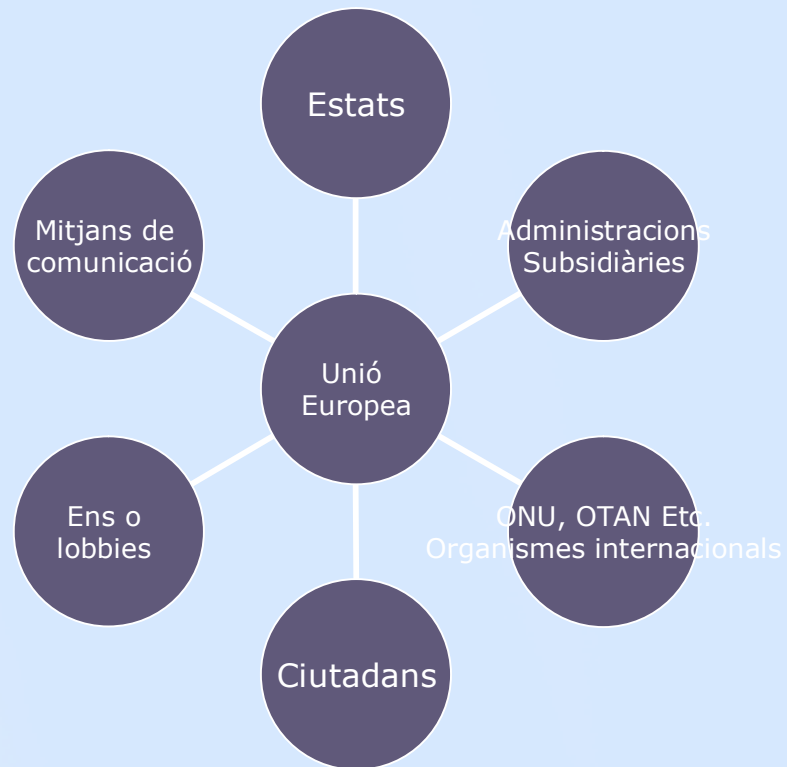 Estats
Mitjans de
comunicació
Administracions
Subsidiàries
Unió
Europea
Ens o
lobbies
ONU, OTAN Etc.
Organismes internacionals
Ciutadans